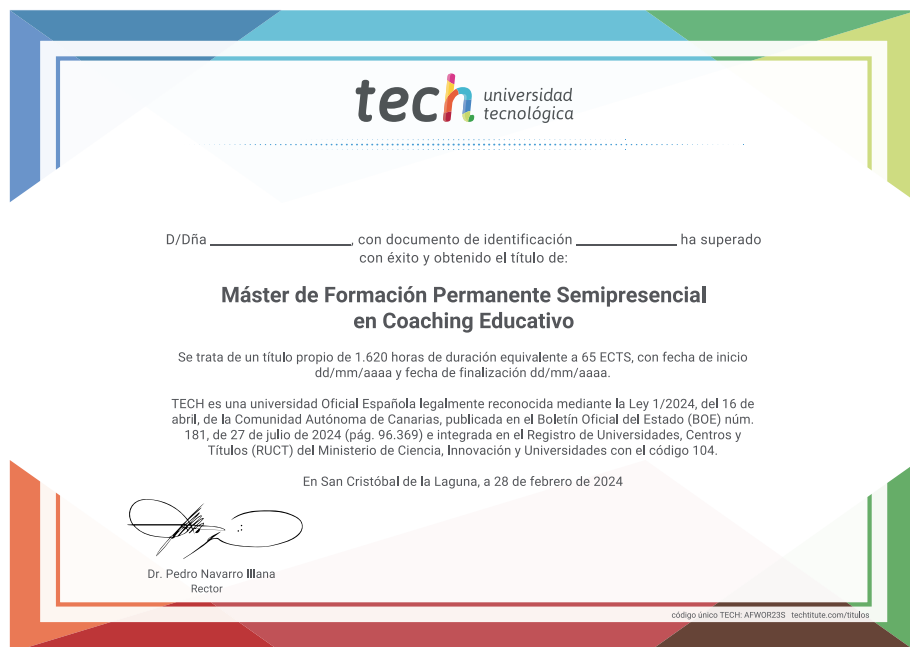 tech universidad
tecnológica
D/Dña ______________, con documento de identificación __________ ha superado
con éxito y obtenido el título de:
Máster de Formación Permanente Semipresencial
en Coaching Educativo
Se trata de un título propio de 1.620 horas de duración equivalente a 65 ECTS, con fecha de inicio
dd/mm/aaaa y fecha de finalización dd/mm/aaaa.
TECH es una universidad Oficial Española legalmente reconocida mediante la Ley 1/2024, del 16 de
abril, de la Comunidad Autónoma de Canarias, publicada en el Boletín Oficial del Estado (BOE) núm.
181, de 27 de julio de 2024 (pág. 96.369) e integrada en el Registro de Universidades, Centros y
Títulos (RUCT) del Ministerio de Ciencia, Innovación y Universidades con el código 104.
En San Cristóbal de la Laguna, a 28 de febrero de 2024
Dr. Pedro Navarro Illana
Rector
código único TECH: AFWOR23S techtitute.com/titulos